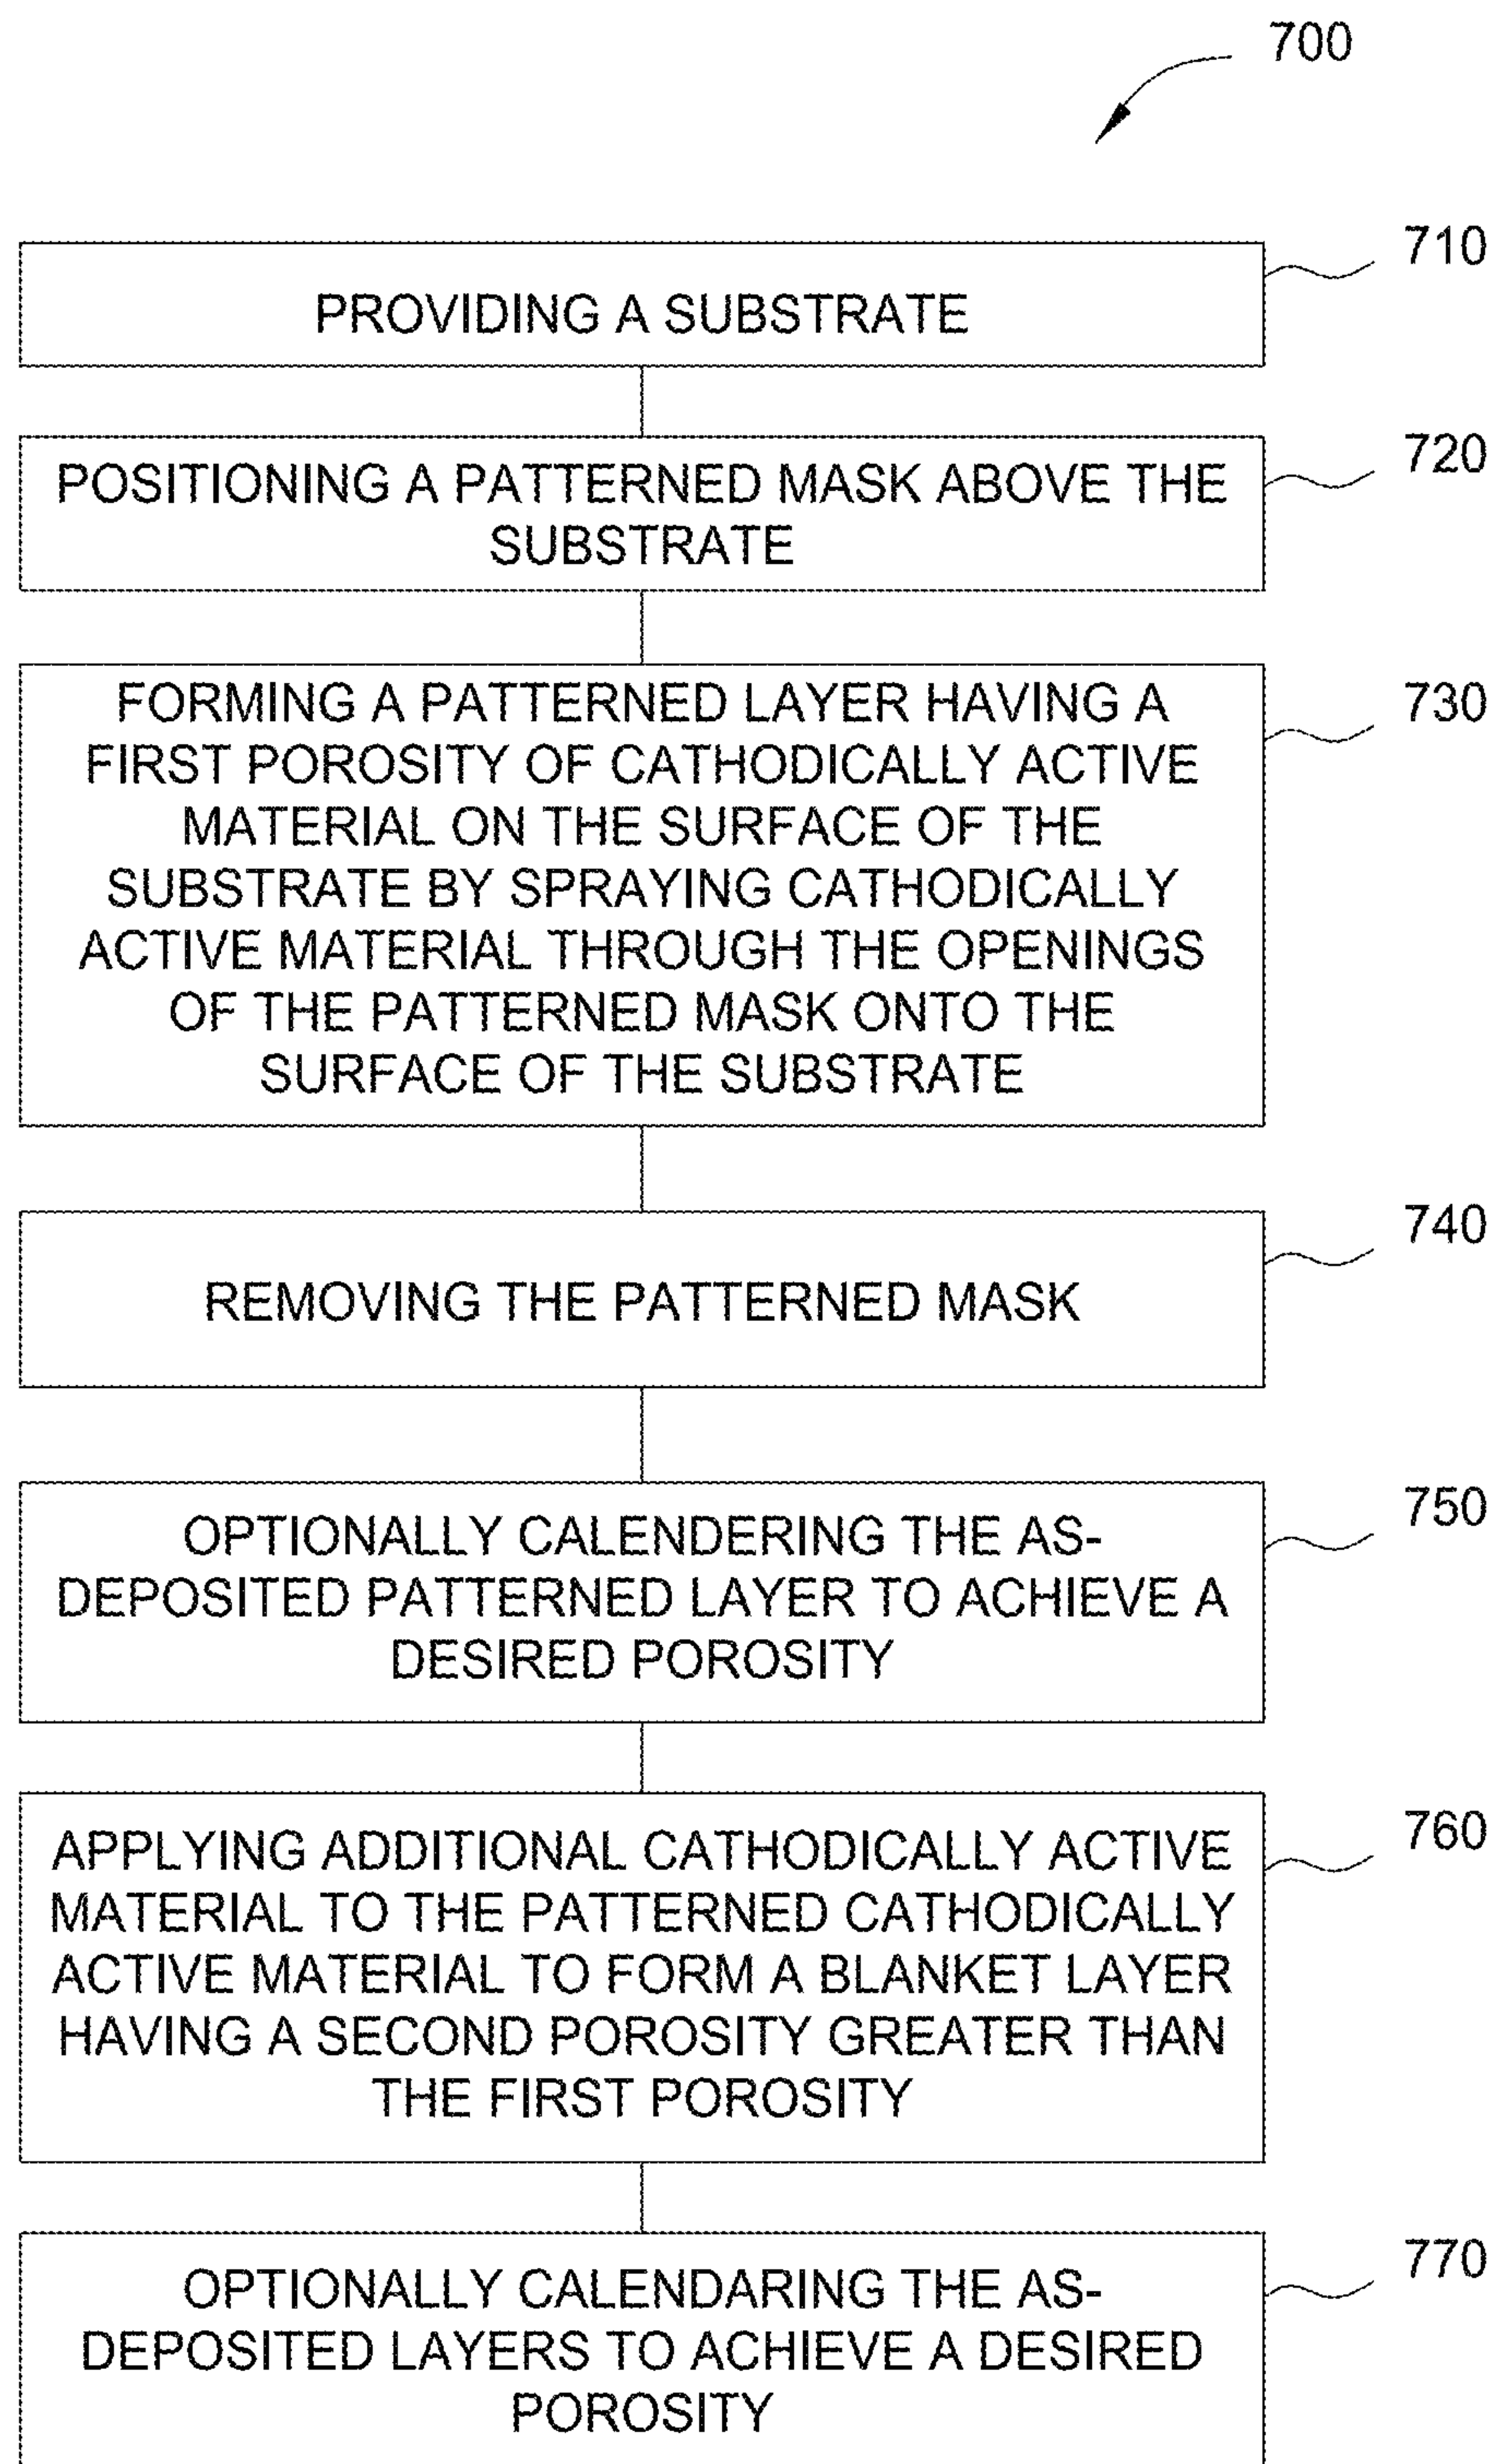 700
710
PROVIDING A SUBSTRATE
720
POSITIONING A PATTERNED MASK ABOVE THE
SUBSTRATE
730
FORMING A PATTERNED LAYER HAVING A
FIRST POROSITY OF CATHODICALLY ACTIVE
MATERIAL ON THE SURFACE OF THE
SUBSTRATE BY SPRAYING CATHODICALLY
ACTIVE MATERIAL THROUGH THE OPENINGS
OF THE PATTERNED MASK ONTO THE
SURFACE OF THE SUBSTRATE
740
REMOVING THE PATTERNED MASK
750
OPTIONALLY CALENDERING THE AS-
DEPOSITED PATTERNED LAYER TO ACHIEVE A
DESIRED POROSITY
760
APPLYING ADDITIONAL CATHODICALLY ACTIVE
MATERIAL TO THE PATTERNED CATHODICALLY
ACTIVE MATERIAL TO FORM A BLANKET LAYER
HAVING A SECOND POROSITY GREATER THAN
THE FIRST POROSITY
770
OPTIONALLY CALENDARING THE AS-
DEPOSITED LAYERS TO ACHIEVE A DESIRED
POROSITY